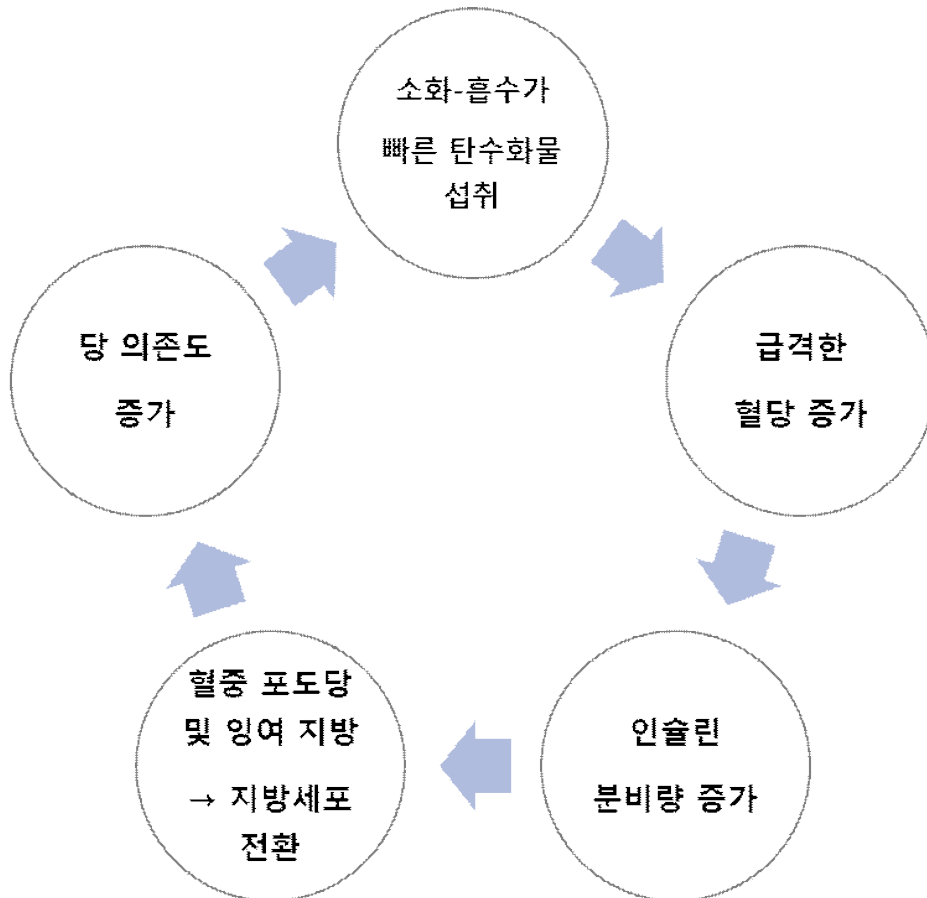 소화-흡수가
빠른 탄수화물
섭취
급격한
혈당 증가
인슐린
분비량 증가
혈중 포도당
및 잉여 지방
→ 지방세포
전환
당 의존도
증가